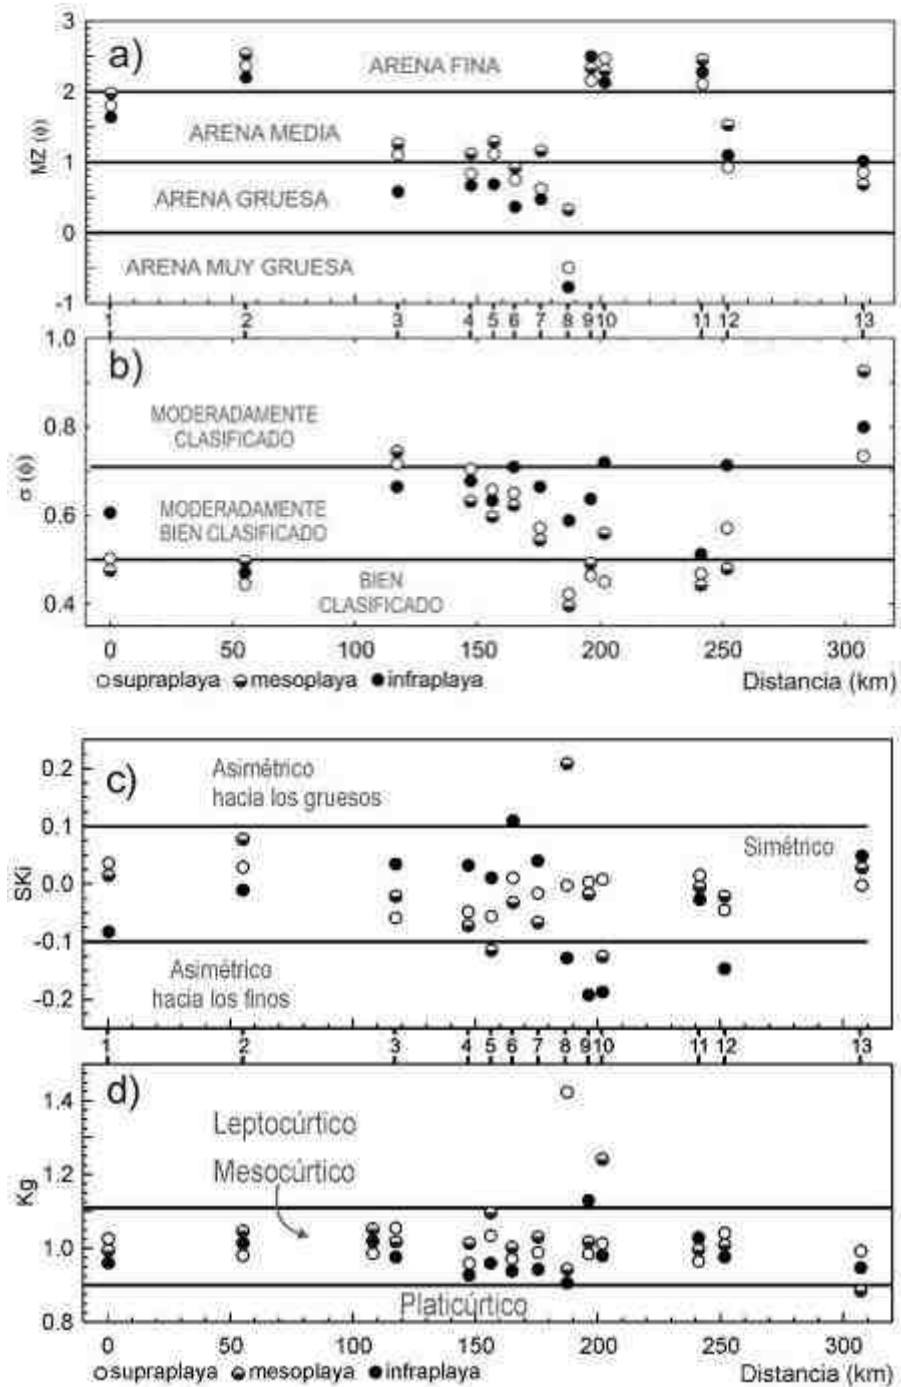 3
a)
ARENA FINA
2
ARENA MEDIA
MZ (ϕ)
1
ARENA GRUESA
0
ARENA MUY GRUESA
-1
1 2 3 4 5 6 7 8 9 10 11 12 13
1.0
b)
MODERADAMENTE
CLASIFICADO
0.8
σ (ϕ)
MODERADAMENTE
BIEN CLASIFICADO
0.6
BIEN
CLASIFICADO
0.4
0 50 100 150 200 250 300
supraplaya mesoplaya infraplaya Distancia (km)
c)
0.2
Asimétrico
hacia los gruesos
0.1
Simétrico
SKi
0.0
-0.1
Asimétrico
hacia los finos
-0.2
1 2 3 4 5 6 7 8 9 10 11 12 13
d)
1.4
Leptocúrtico
Mesocúrtico
Kg
1.2
1.0
Platicúrtico
0.8
0 50 100 150 200 250 300
supraplaya mesoplaya infraplaya Distancia (km)